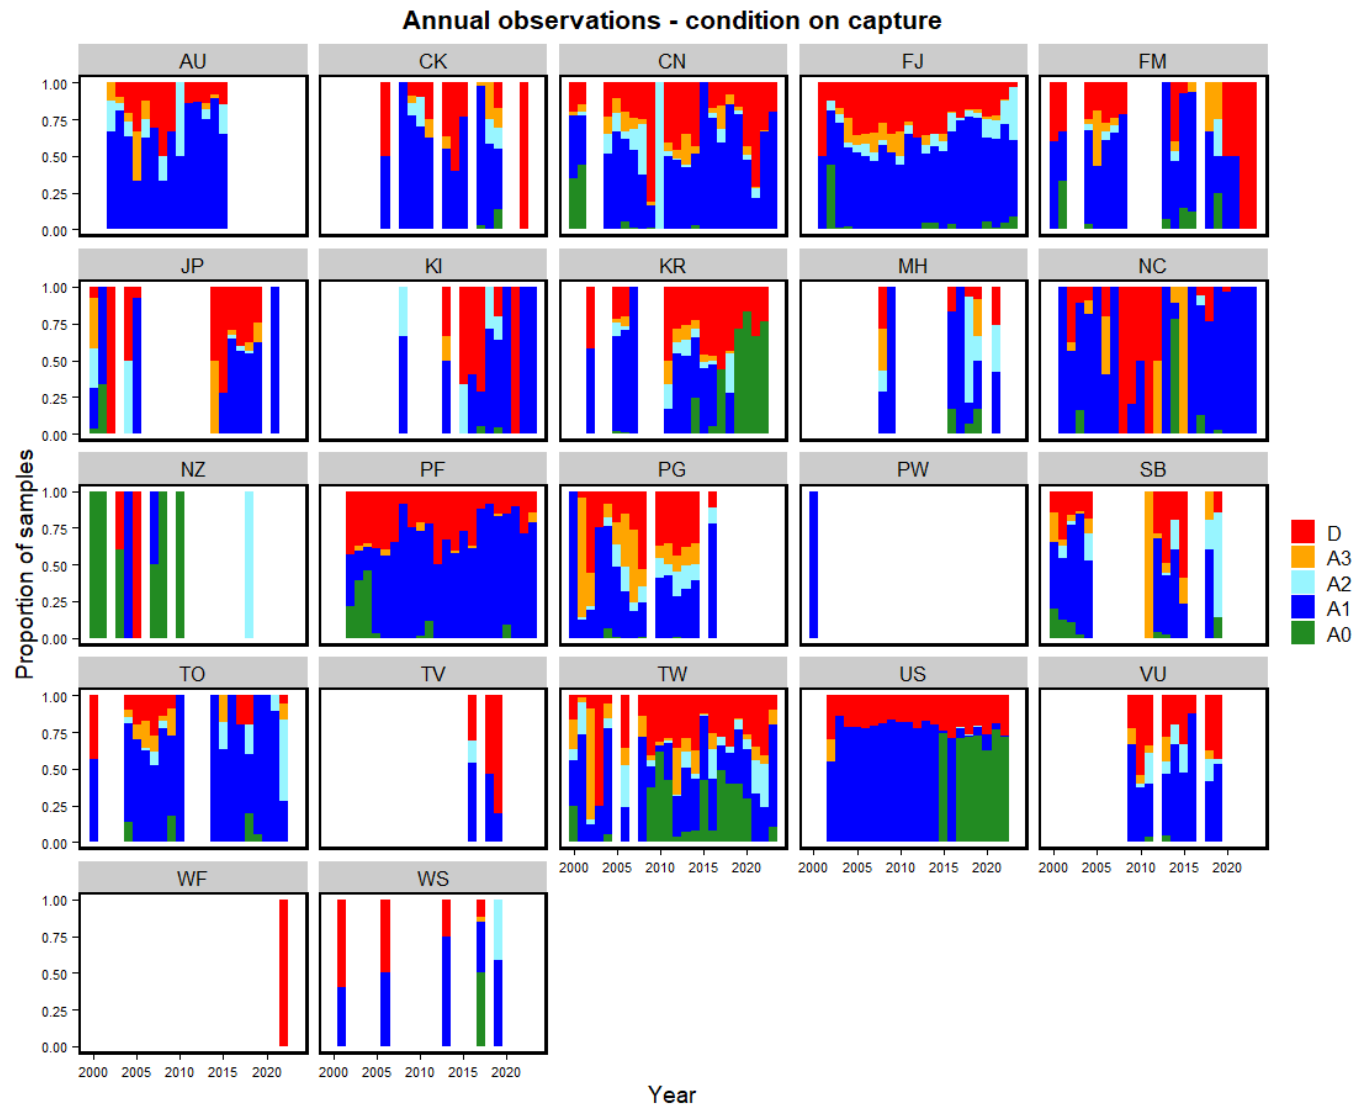 Annual observations - condition on capture
AU CK CN FJ FM
1.00
0.75
0.50
0.25
0.00
JP KI KR MH NC
1.00
0.75
0.50
0.25
0.00
NZ PF PG PW SB
1.00
0.75
0.50
0.25
0.00
Proportion of samples
D
A3
A2
A1
A0
TO TV TW US VU
1.00
0.75
0.50
0.25
0.00
2000 2005 2010 2015 2020 2000 2005 2010 2015 2020 2000 2005 2010 2015 2020
WF WS
1.00
0.75
0.50
0.25
0.00
2000 2005 2010 2015 2020 2000 2005 2010 2015 2020
Year